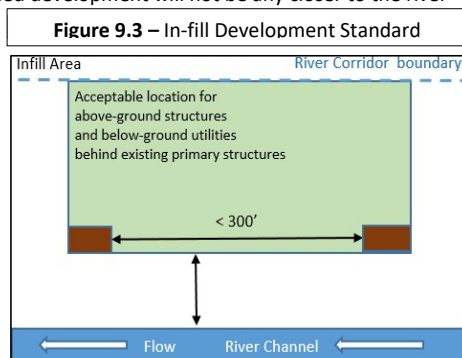 development will not be any closer to the river
Figure 9.3 – In-fill Development Standard
Infill Area
River Corridor boundary
Acceptable location for
above-ground structures
and below-ground utilities
behind existing primary structures
< 300’
Flow
River Channel